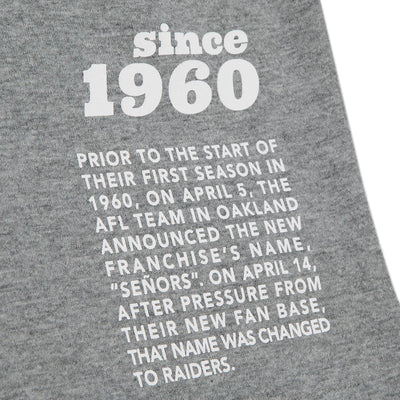 since
1960
PRIOR TO THE START OF
THEIR FIRST SEASON IN
1960, ON APRIL 5, THE
AFL TEAM IN OAKLAND
ANNOUNCED THE NEW
FRANCHISE'S NAME,
"SEÑORS". ON APRIL 14,
AFTER PRESSURE FROM
THEIR NEW FAN BASE,
THAT NAME WAS CHANGED
TO RAIDERS.